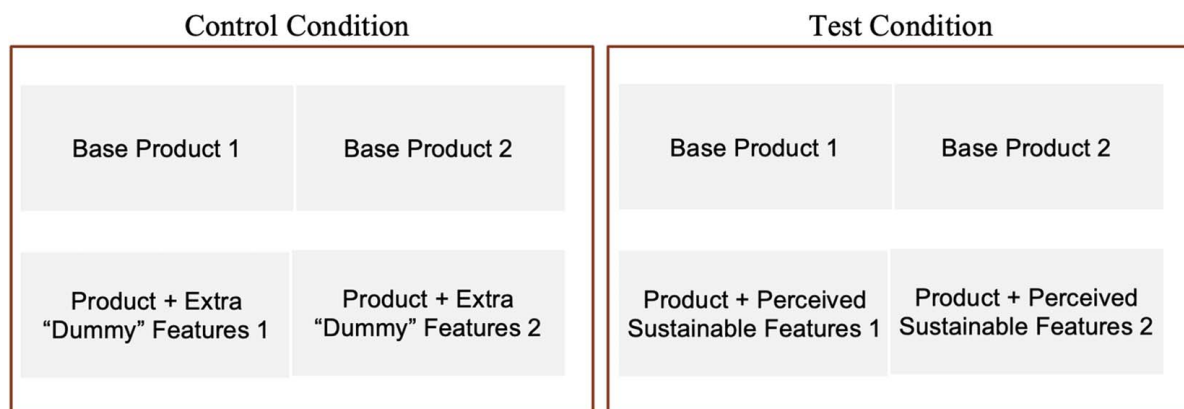 Control Condition
Test Condition
Base Product 1
Base Product 2
Base Product 1
Base Product 2
Product + Extra
“Dummy” Features 1
Product + Extra
“Dummy” Features 2
Product + Perceived
Sustainable Features 1
Product + Perceived
Sustainable Features 2